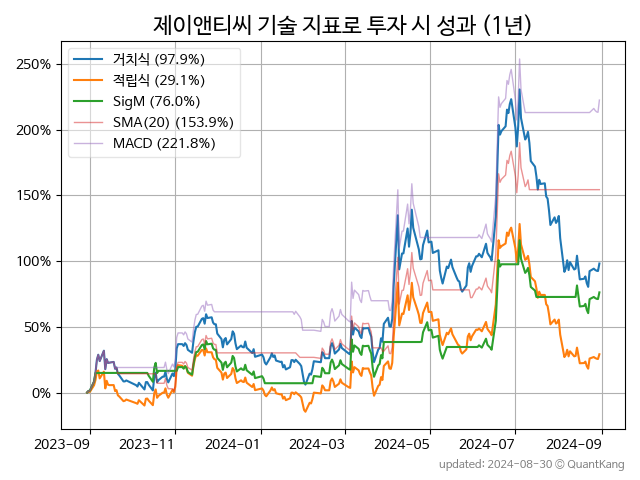 제이앤티씨 기술 지표로 투자 시 성과 (1년)
거치식 (97.9%)
적립식 (29.1%)
SigM (76.0%)
SMA(20) (153.9%)
MACD (221.8%)
250%
200%
150%
100%
50%
0%
2023-09 2023-11 2024-01 2024-03 2024-05 2024-07 2024-09
updated: 2024-08-30 © QuantKang